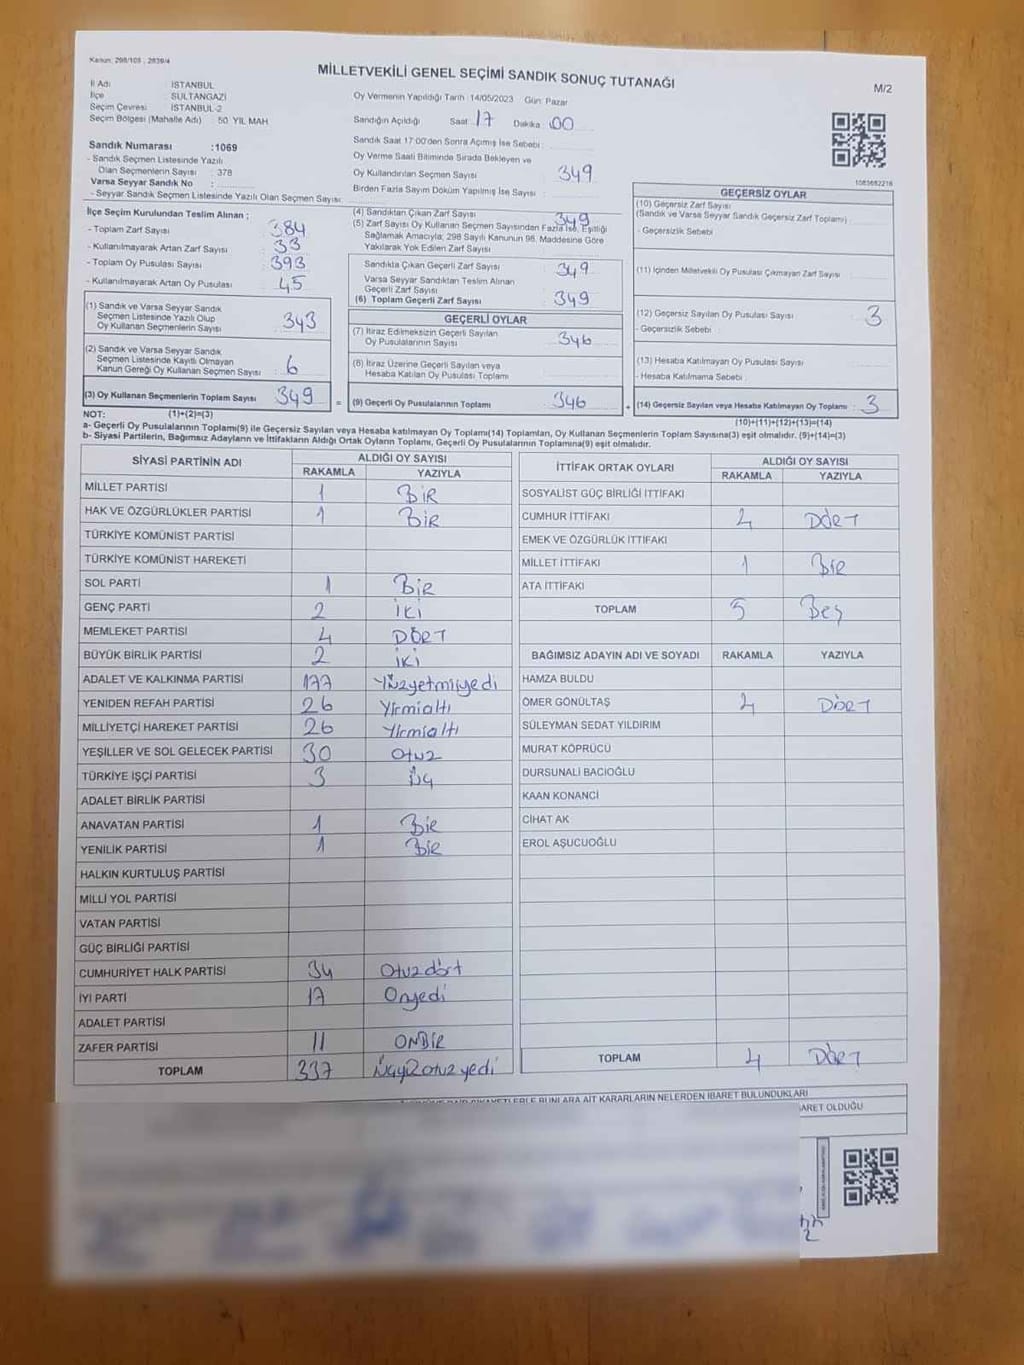 Kanun: 298/105 ; 2839/4
MİLLETVEKİLİ GENEL SEÇİMİ SANDIK SONUÇ TUTANAĞI
M/2
İl Adı İSTANBUL
İlçe SULTANGAZİ
Seçim Çevresi İSTANBUL-2
Seçim Bölgesi (Mahalle Adı) : 50. YIL MAH
Oy Vermenin Yapıldığı Tarih :14/05/2023 Gün: Pazar
Sandığın Açıldığı Saat 17 Dakika : 00
Sandık Saat 17:00'den Sonra Açılmış İse Sebebi :
Oy Verme Saati Bitiminde Sırada Bekleyen ve
Oy Kullandırılan Seçmen Sayısı 349
Birden Fazla Sayım Döküm Yapılmış İse Sayısı :
Sandık Numarası :1069
- Sandık Seçmen Listesinde Yazılı
Olan Seçmenlerin Sayısı : 378
Varsa Seyyar Sandık No
- Seyyar Seçmen Listesinde Yazılı Olan Seçmen Sayısı:
İlçe Seçim Kurulundan Teslim Alınan ;
- Toplam Zarf Sayısı : 384
- Kullanılmayarak Artan Zarf Sayısı : 33
- Toplam Oy Pusulası Sayısı : 393
- Kullanılmayarak Artan Oy Pusulası : 45
(1) Sandık ve Varsa Seyyar Sandık
Seçmen Listesinde Yazılı Olup
Oy Kullanan Seçmenlerin Sayısı : 343
(2) Sandık ve Varsa Seyyar Sandık
Seçmen Listesinde Kayıtlı Olmayan
Kanun Gereği Oy Kullanan Seçmen Sayısı : 6
(3) Oy Kullanan Seçmenlerin Toplam Sayısı : 349
(1)+(2)=(3)
(4) Sandıktan Çıkan Zarf Sayısı 349
(5) Zarf Sayısı Oy Kullanan Seçmen Sayısından Fazla İse, Eşitliği
Sağlamak Amacıyla; 298 Sayılı Kanunun 98. Maddesine Göre
Yakılarak Yok Edilen Zarf Sayısı
Sandıkta Çıkan Geçerli Zarf Sayısı : 349
Varsa Seyyar Sandıktan Teslim Alınan
Geçerli Zarf Sayısı
(6) Toplam Geçerli Zarf Sayısı : 349
GEÇERLİ OYLAR
(7) İtiraz Edilmeksizin Geçerli Sayılan
Oy Pusulalarının Sayısı : 346
(8) İtiraz Üzerine Geçerli Sayılan veya
Hesaba Katılan Oy Pusulası Toplamı
= (9) Geçerli Oy Pusulalarının Toplamı 346
1083682216
GEÇERSİZ OYLAR
(10) Geçersiz Zarf Sayısı
(Sandık ve Varsa Seyyar Sandık Geçersiz Zarf Toplamı) :
- Geçersizlik Sebebi :
(11) İçinden Milletvekili Oy Pusulası Çıkmayan Zarf Sayısı :
(12) Geçersiz Sayılan Oy Pusulası Sayısı : 3
- Geçersizlik Sebebi :
(13) Hesaba Katılmayan Oy Pusulası Sayısı :
- Hesaba Katılmama Sebebi :
+ (14) Geçersiz Sayılan veya Hesaba Katılmayan Oy Toplamı : 3
(10)+(11)+(12)+(13)=(14)
NOT:
a- Geçerli Oy Pusulalarının Toplamı(9) ile Geçersiz Sayılan veya Hesaba katılmayan Oy Toplamı(14) Toplamları, Oy Kullanan Seçmenlerin Toplam Sayısına(3) eşit olmalıdır. (9)+(14)=(3)
b- Siyasi Partilerin, Bağımsız Adayların ve İttifakların Aldığı Ortak Oyların Toplamı, Geçerli Oy Pusulalarının Toplamına(9) eşit olmalıdır.
SİYASİ PARTİNİN ADI ALDIĞI OY SAYISI
RAKAMLA YAZIYLA
MİLLET PARTİSİ 1 BİR
HAK VE ÖZGÜRLÜKLER PARTİSİ 1 BİR
TÜRKİYE KOMÜNİST PARTİSİ
TÜRKİYE KOMÜNİST HAREKETİ
SOL PARTİ 1 BİR
GENÇ PARTİ 2 İKİ
MEMLEKET PARTİSİ 4 DÖRT
BÜYÜK BİRLİK PARTİSİ 2 İKİ
ADALET VE KALKINMA PARTİSİ 177 Yüzyetmişyedi
YENİDEN REFAH PARTİSİ 26 Yirmialtı
MİLLİYETÇİ HAREKET PARTİSİ 26 Yirmialtı
YEŞİLLER VE SOL GELECEK PARTİSİ 30 Otuz
TÜRKİYE İŞÇİ PARTİSİ 3 Üç
ADALET BİRLİK PARTİSİ
ANAVATAN PARTİSİ 1 Bir
YENİLİK PARTİSİ 1 Bir
HALKIN KURTULUŞ PARTİSİ
MİLLİ YOL PARTİSİ
VATAN PARTİSİ
GÜÇ BİRLİĞİ PARTİSİ
CUMHURİYET HALK PARTİSİ 34 Otuzdört
İYİ PARTİ 17 Onyedi
ADALET PARTİSİ
ZAFER PARTİSİ 11 ONBİR
TOPLAM 337 Üçyüzotuzyedi
İTTİFAK ORTAK OYLARI ALDIĞI OY SAYISI
RAKAMLA YAZIYLA
SOSYALİST GÜÇ BİRLİĞİ İTTİFAKI
CUMHUR İTTİFAKI 4 DÖRT
EMEK VE ÖZGÜRLÜK İTTİFAKI
MİLLET İTTİFAKI 1 Bir
ATA İTTİFAKI
TOPLAM 5 Beş
BAĞIMSIZ ADAYIN ADI VE SOYADI RAKAMLA YAZIYLA
HAMZA BULDU
ÖMER GÖNÜLTAŞ 4 DÖRT
SÜLEYMAN SEDAT YILDIRIM
MURAT KÖPRÜCÜ
DURSUNALİ BACIOĞLU
KAAN KONANCİ
CİHAT AK
EROL AŞUCUOĞLU
TOPLAM 4 DÖRT
BUNLARA AİT KARARLARIN NELERDEN İBARET BULUNDUKLARI
OLDUĞU